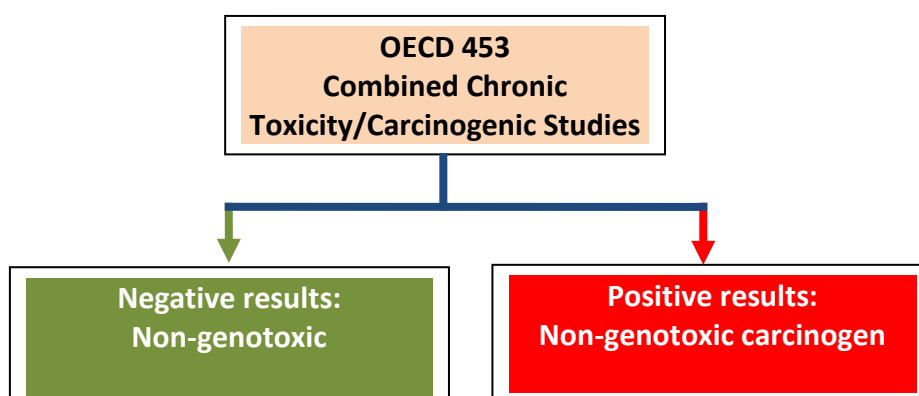 OECD 453
Combined Chronic
Toxicity/Carcinogenic Studies
Negative results:
Non-genotoxic
Positive results:
Non-genotoxic carcinogen